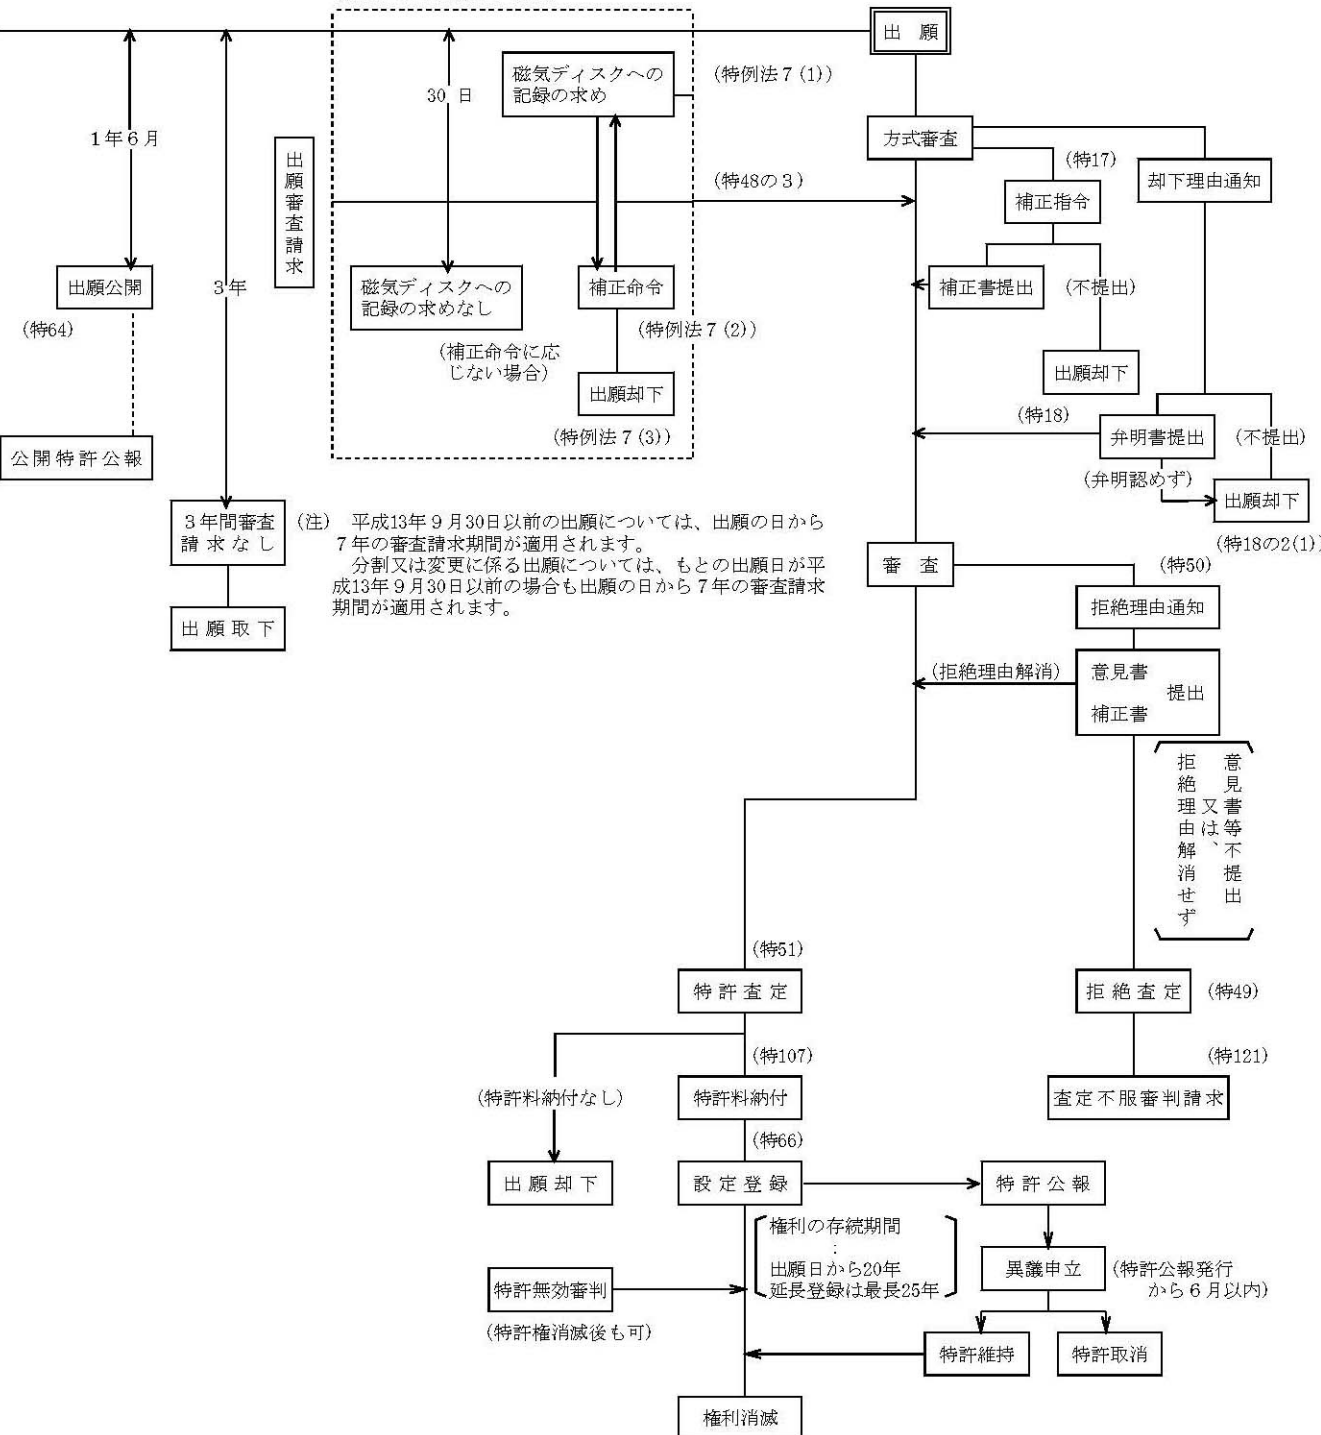 出　願
磁気ディスクへの
記録の求め
(特例法７(1))
30 日
１年６月
方式審査
(特17)
却下理由通知
出願審査請求
(特48の３)
補正指令
出願公開
３年
磁気ディスクへの
記録の求めなし
補正命令
補正書提出
(不提出)
(特64)
(特例法７(2))
(補正命令に応
じない場合)
出願却下
出願却下
(特18)
(特例法７(3))
弁明書提出
(不提出)
公開特許公報
(弁明認めず)
出願却下
３年間審査
請求なし
(注)　平成13年９月30日以前の出願については、出願の日から
７年の審査請求期間が適用されます。
分割又は変更に係る出願については、もとの出願日が平
成13年９月30日以前の場合も出願の日から７年の審査請求
期間が適用されます。
(特18の2(1))
審　査
(特50)
拒絶理由通知
出願取下
(拒絶理由解消)
意見書
補正書
提出
意見書等不提出
又は、
拒絶理由解消せず
(特51)
特許査定
拒絶査定
(特49)
(特107)
(特121)
(特許料納付なし)
特許料納付
査定不服審判請求
(特66)
出願却下
設定登録
特許公報
権利の存続期間
：
出願日から20年
延長登録は最長25年
異議申立
(特許公報発行
から６月以内)
特許無効審判
(特許権消滅後も可)
特許維持
特許取消
権利消滅